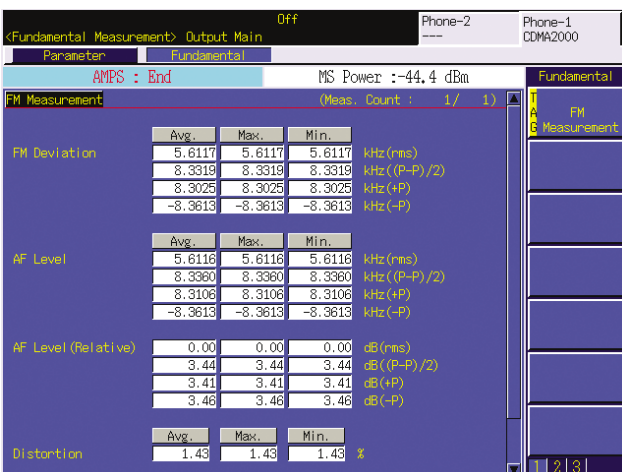 Off
Phone-2 Phone-1
<Fundamental Measurement> Output Main --- CDMA2000
Parameter Fundamental
AMPS : End MS Power :-44.4 dBm Fundamental
FM Measurement (Meas. Count : 1/ 1)
TAG FM Measurement
Avg. Max. Min.
FM Deviation 5.6117 5.6117 5.6117 kHz(rms)
8.3319 8.3319 8.3319 kHz((P-P)/2)
8.3025 8.3025 8.3025 kHz(+P)
-8.3613 -8.3613 -8.3613 kHz(-P)
Avg. Max. Min.
AF Level 5.6116 5.6116 5.6116 kHz(rms)
8.3360 8.3360 8.3360 kHz((P-P)/2)
8.3106 8.3106 8.3106 kHz(+P)
-8.3613 -8.3613 -8.3613 kHz(-P)
AF Level(Relative) 0.00 0.00 0.00 dB(rms)
3.44 3.44 3.44 dB((P-P)/2)
3.41 3.41 3.41 dB(+P)
3.46 3.46 3.46 dB(-P)
Avg. Max. Min.
Distortion 1.43 1.43 1.43 %
1 2 3